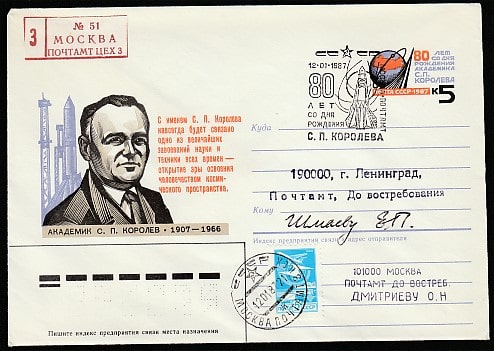 З
№ 51
МОСКВА
ПОЧТАМТ ЦЕХ 3
12-01-1987
80
ЛЕТ
СО ДНЯ
РОЖДЕНИЯ
С. П. КОРОЛЕВА
ПОЧТАМТ
80 ЛЕТ
СО ДНЯ
РОЖДЕНИЯ
АКАДЕМИКА
С. П.
КОРОЛЕВА
ПОЧТА СССР • 1987
К5
С именем С. П. Королева
навсегда будет связано
одно из величайших
завоеваний науки и
техники всех времен —
открытие эры освоения
человечеством косми-
ческого пространства.
АКАДЕМИК С. П. КОРОЛЕВ • 1907—1966
Куда
190000, г. Ленинград,
Почтамт, До востребования
Кому
Шмаеву Е.П.
Индекс предприятия связи и адрес отправителя
101000 МОСКВА
ПОЧТАМТ ДО ВОСТРЕБ.
ДМИТРИЕВУ О.Н
МОСКВА ПОЧТАМТ
Пишите индекс предприятия связи места назначения